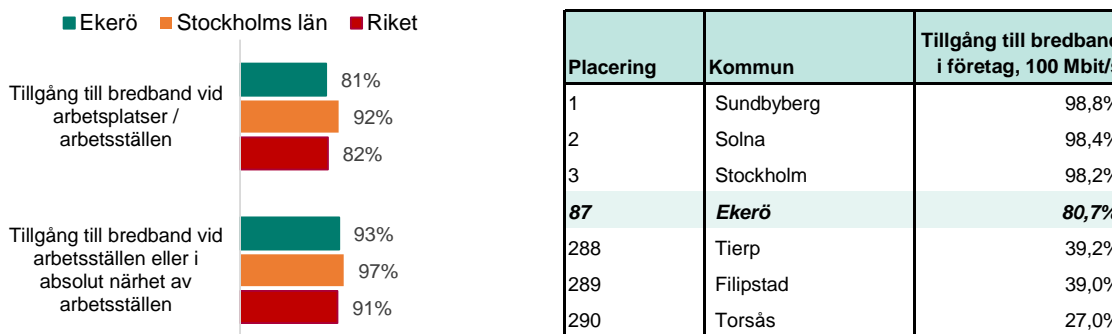 Ekerö Stockholms län Riket
Tillgång till bredband vid
arbetsplatser /
arbetsställen
81%
92%
82%
Tillgång till bredband vid
arbetsställen eller i
absolut närhet av
arbetsställen
93%
97%
91%
Placering Kommun Tillgång till bredband
i företag, 100 Mbit/s
1 Sundbyberg 98,8%
2 Solna 98,4%
3 Stockholm 98,2%
87 Ekerö 80,7%
288 Tierp 39,2%
289 Filipstad 39,0%
290 Torsås 27,0%